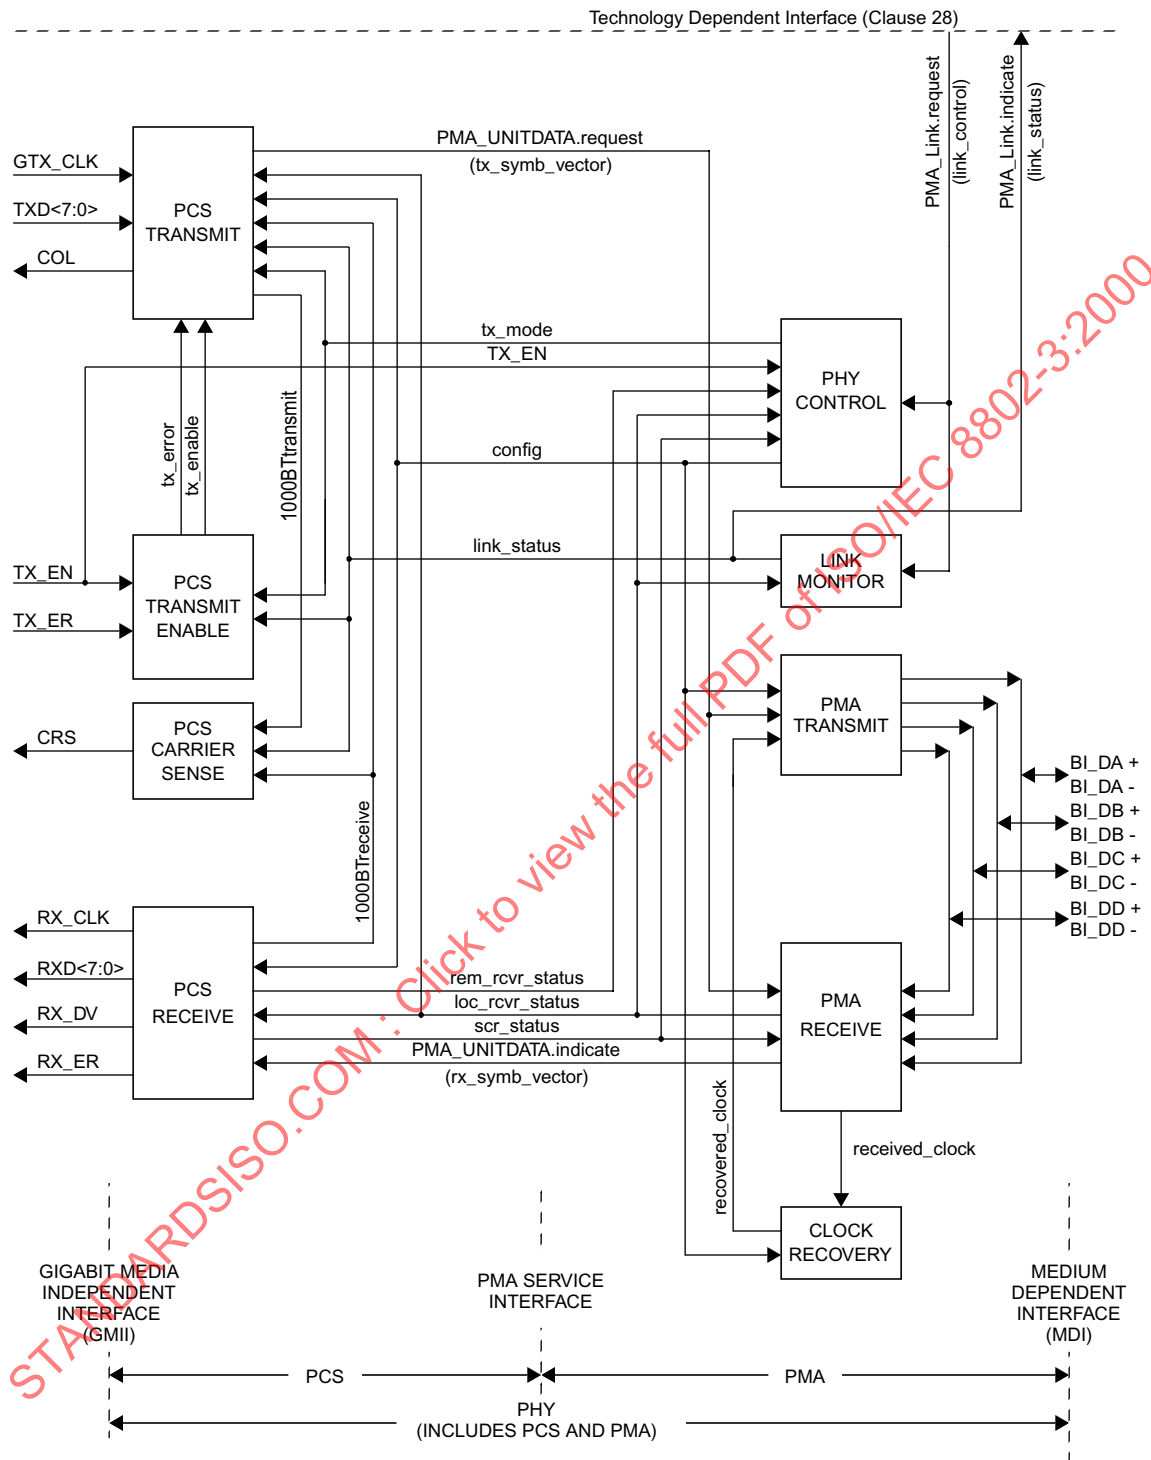 Technology Dependent Interface (Clause 28)
PMA_Link.request
(link_control)
PMA_Link.indicate
(link_status)
PMA_UNITDATA.request
(tx_symb_vector)
GTX_CLK
TXD<7:0>
COL
PCS
TRANSMIT
tx_mode
TX_EN
PHY
CONTROL
tx_error
tx_enable
1000BTtransmit
config
link_status
LINK
MONITOR
TX_EN
TX_ER
PCS
TRANSMIT
ENABLE
PMA
TRANSMIT
CRS
PCS
CARRIER
SENSE
BI_DA +
BI_DA -
BI_DB +
BI_DB -
BI_DC +
BI_DC -
BI_DD +
BI_DD -
1000BTreceive
RX_CLK
RXD<7:0>
RX_DV
RX_ER
PCS
RECEIVE
rem_rcvr_status
loc_rcvr_status
scr_status
PMA_UNITDATA.indicate
(rx_symb_vector)
PMA
RECEIVE
recovered_clock
received_clock
CLOCK
RECOVERY
GIGABIT MEDIA
INDEPENDENT
INTERFACE
(GMII)
PMA SERVICE
INTERFACE
MEDIUM
DEPENDENT
INTERFACE
(MDI)
PCS
PMA
PHY
(INCLUDES PCS AND PMA)
STANDARDSISO.COM : Click to view the full PDF of ISO/IEC 8802-3:2000